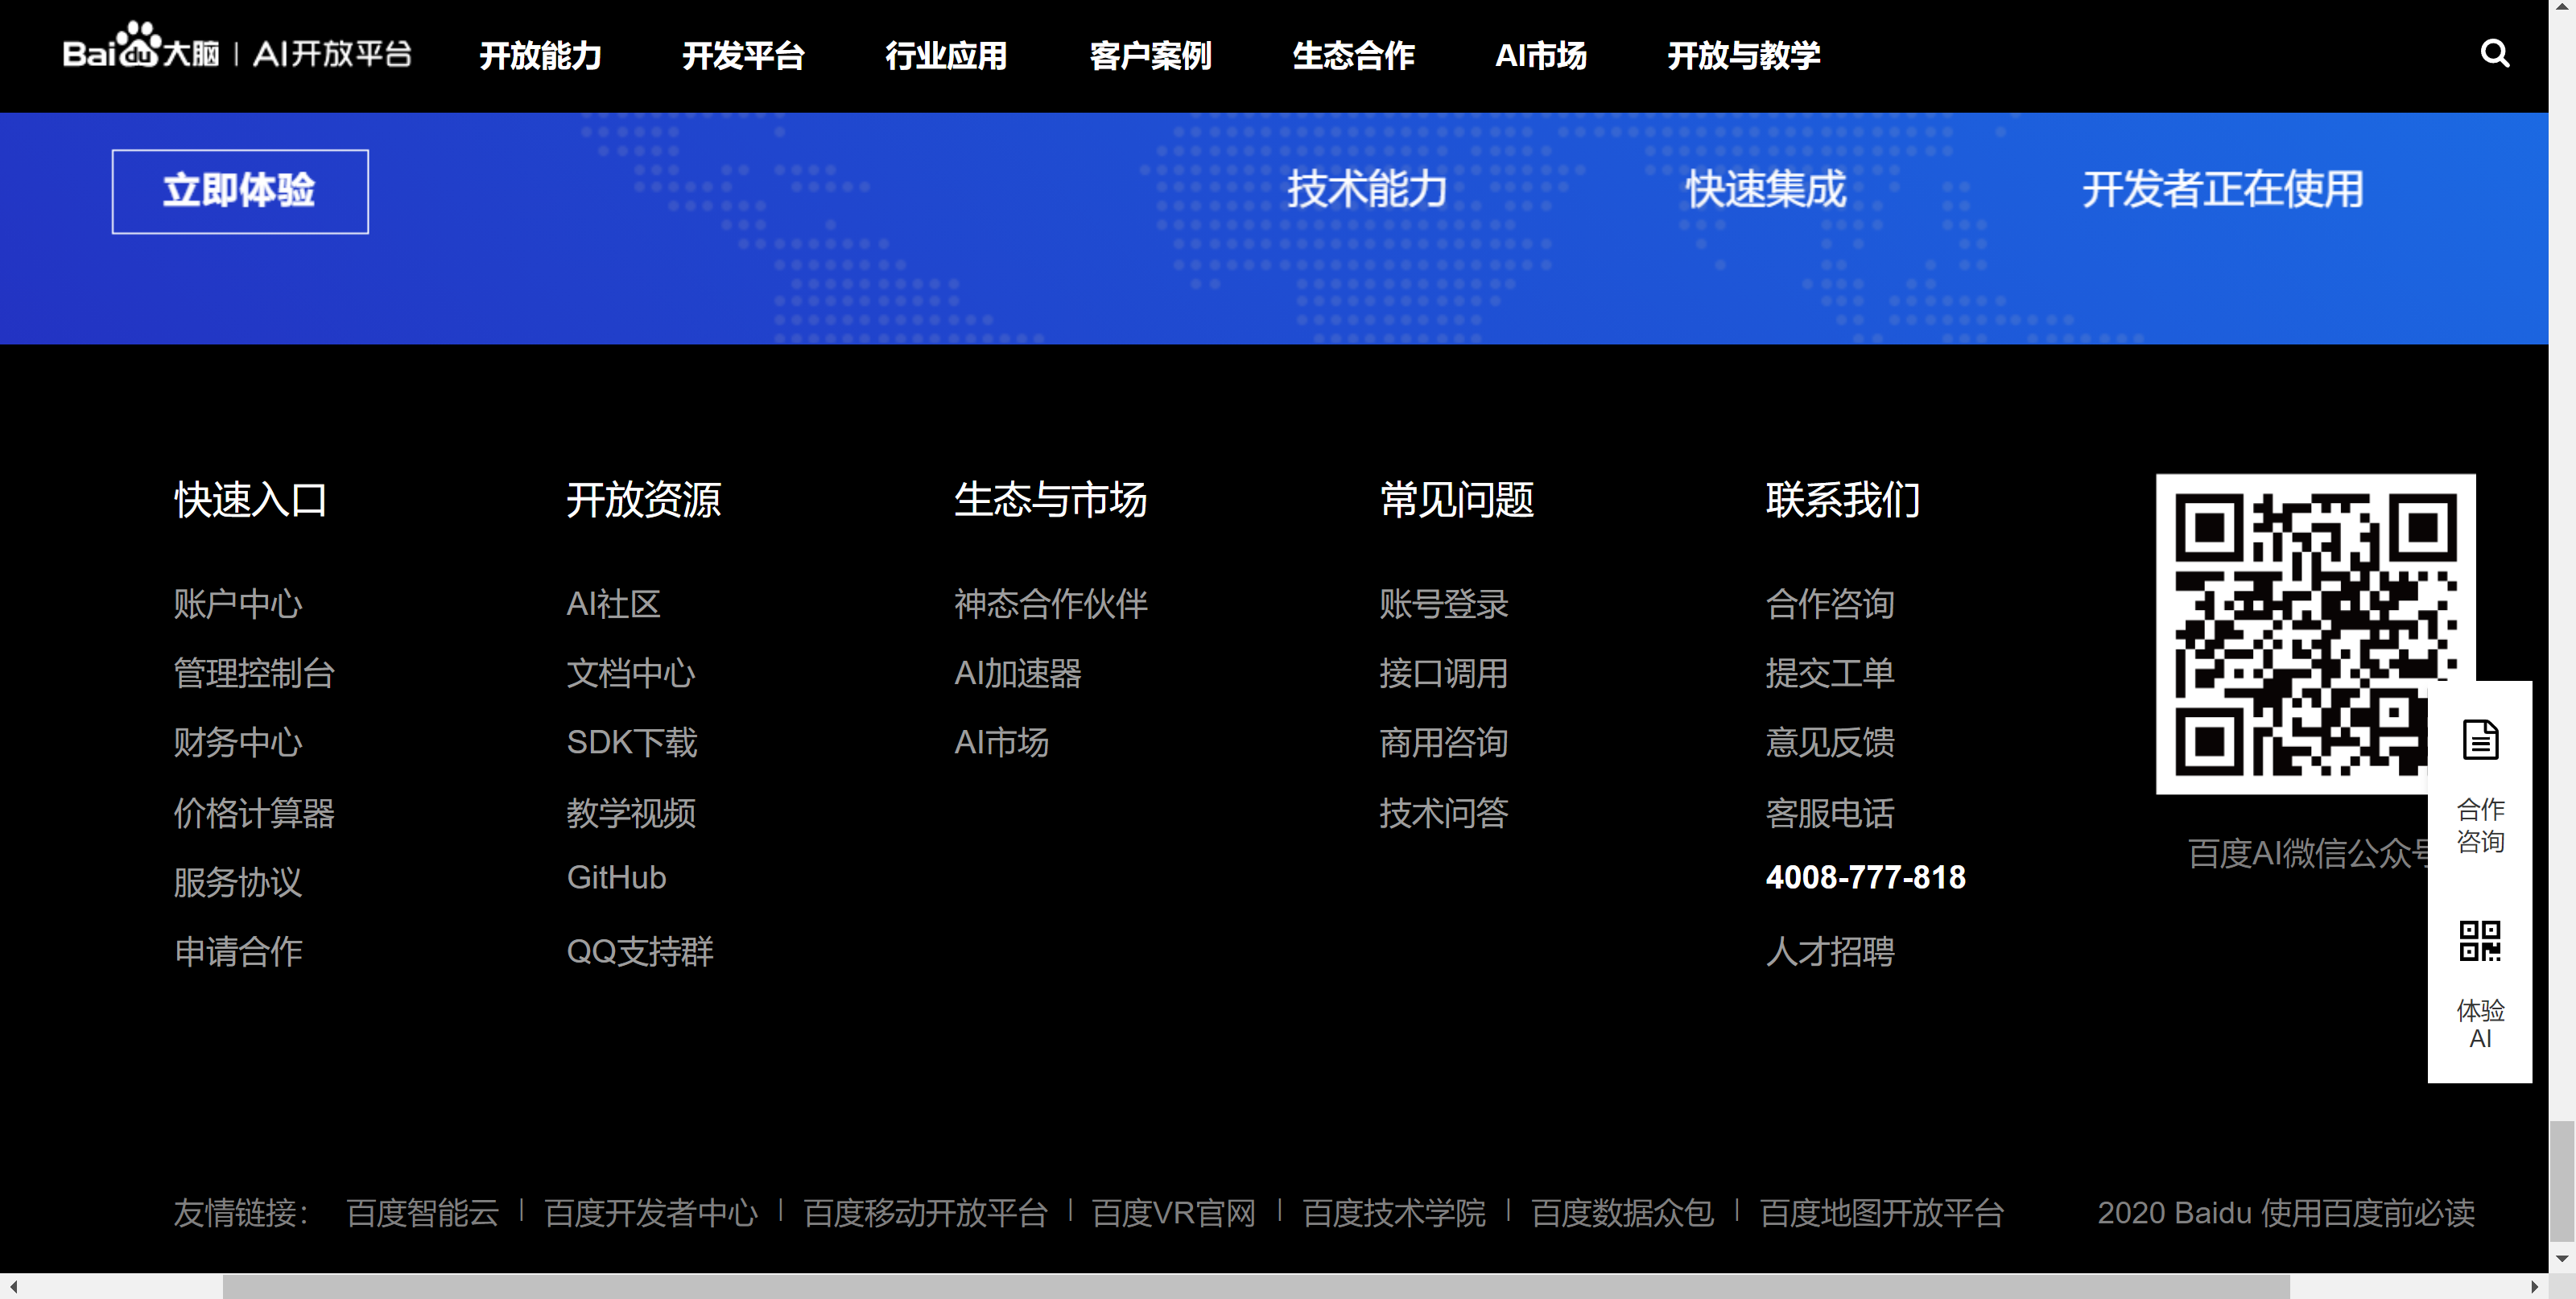 Baidu大脑 | AI开放平台 开放能力 开发平台 行业应用 客户案例 生态合作 AI市场 开放与教学
立即体验 技术能力 快速集成 开发者正在使用
快速入口
账户中心
管理控制台
财务中心
价格计算器
服务协议
申请合作
开放资源
AI社区
文档中心
SDK下载
教学视频
GitHub
QQ支持群
生态与市场
神态合作伙伴
AI加速器
AI市场
常见问题
账号登录
接口调用
商用咨询
技术问答
联系我们
合作咨询
提交工单
意见反馈
客服电话
4008-777-818
人才招聘
百度AI微信公众号
合作
咨询
体验
AI
友情链接： 百度智能云 | 百度开发者中心 | 百度移动开放平台 | 百度VR官网 | 百度技术学院 | 百度数据众包 | 百度地图开放平台 2020 Baidu 使用百度前必读